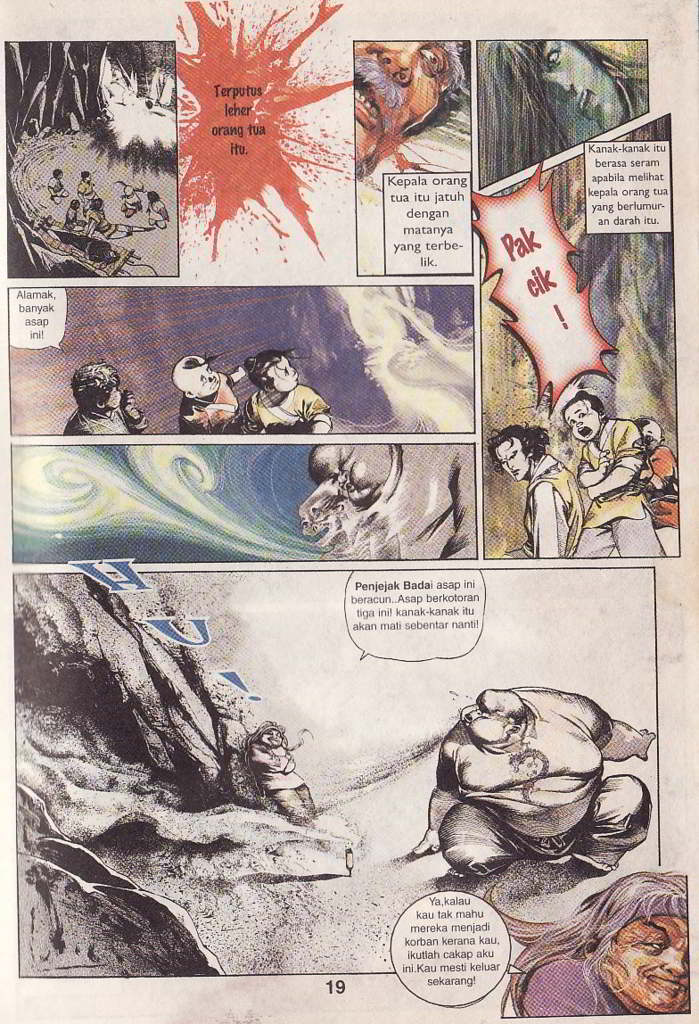 Terputus
leher
orang tua
itu.
Kepala orang
tua itu jatuh
dengan
matanya
yang terbe-
lik.
Kanak-kanak itu
berasa seram
apabila melihat
kepala orang tua
yang berlumur-
an darah itu.
Pak
cik
!
Alamak,
banyak
asap
ini!
HU!
Penjejak Badai asap ini
beracun..Asap berkotoran
tiga ini! kanak-kanak itu
akan mati sebentar nanti!
Ya,kalau
kau tak mahu
mereka menjadi
korban kerana kau,
ikutlah cakap aku
ini.Kau mesti keluar
sekarang!
19